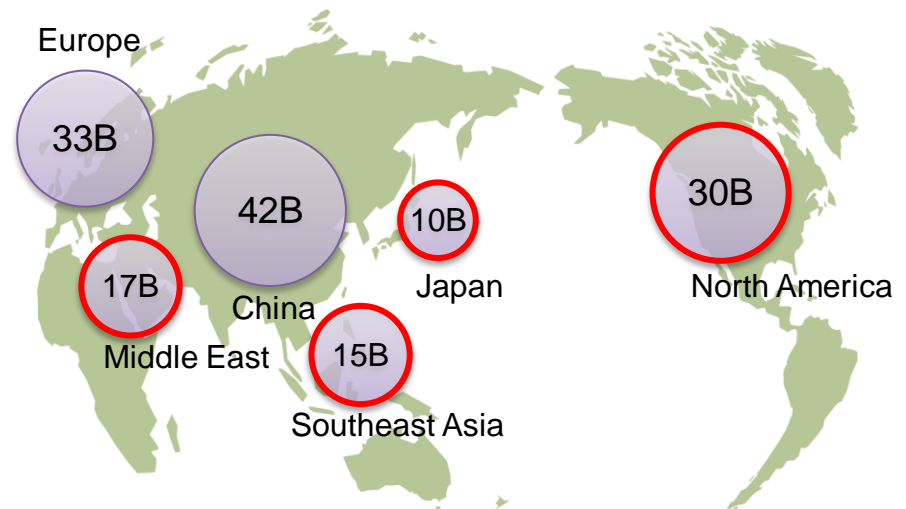 Europe
33B
42B
10B
30B
17B
China
Japan
North America
Middle East
15B
Southeast Asia